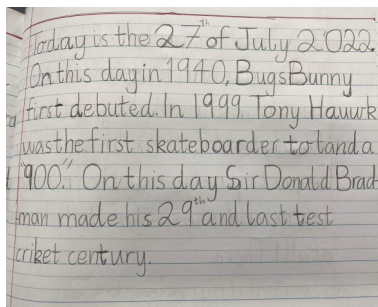 Today is the 27th of July 2022.
On this day in 1940, Bugs Bunny
first debuted. In 1999, Tony Hauwk
was the first skateboarder to land a
"900." On this day Sir Donald Brad-
man made his 29th and last test
criket century.